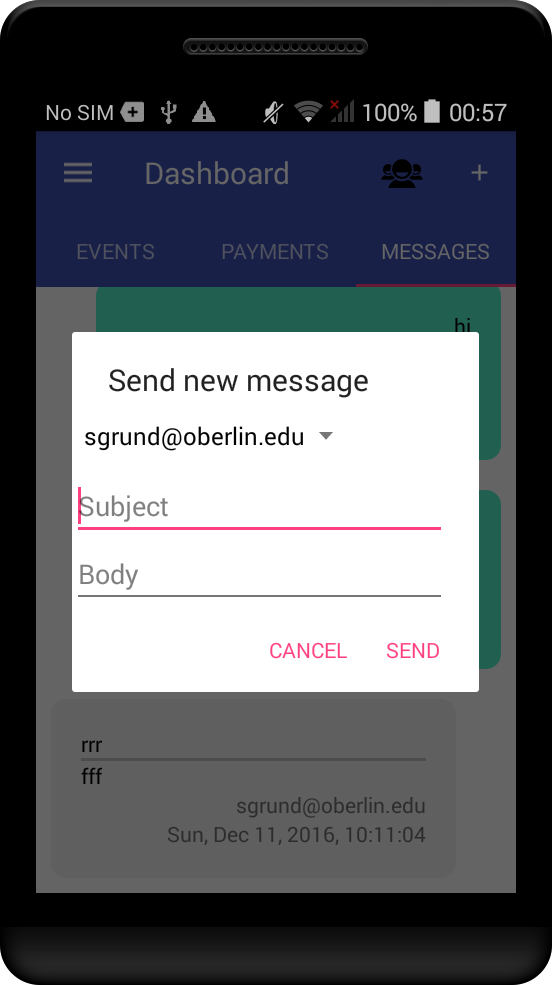 No SIM 100% 00:57
Dashboard +
EVENTS PAYMENTS MESSAGES
hi
Send new message
sgrund@oberlin.edu
Subject
Body
CANCEL SEND
rrr
fff
sgrund@oberlin.edu
Sun, Dec 11, 2016, 10:11:04